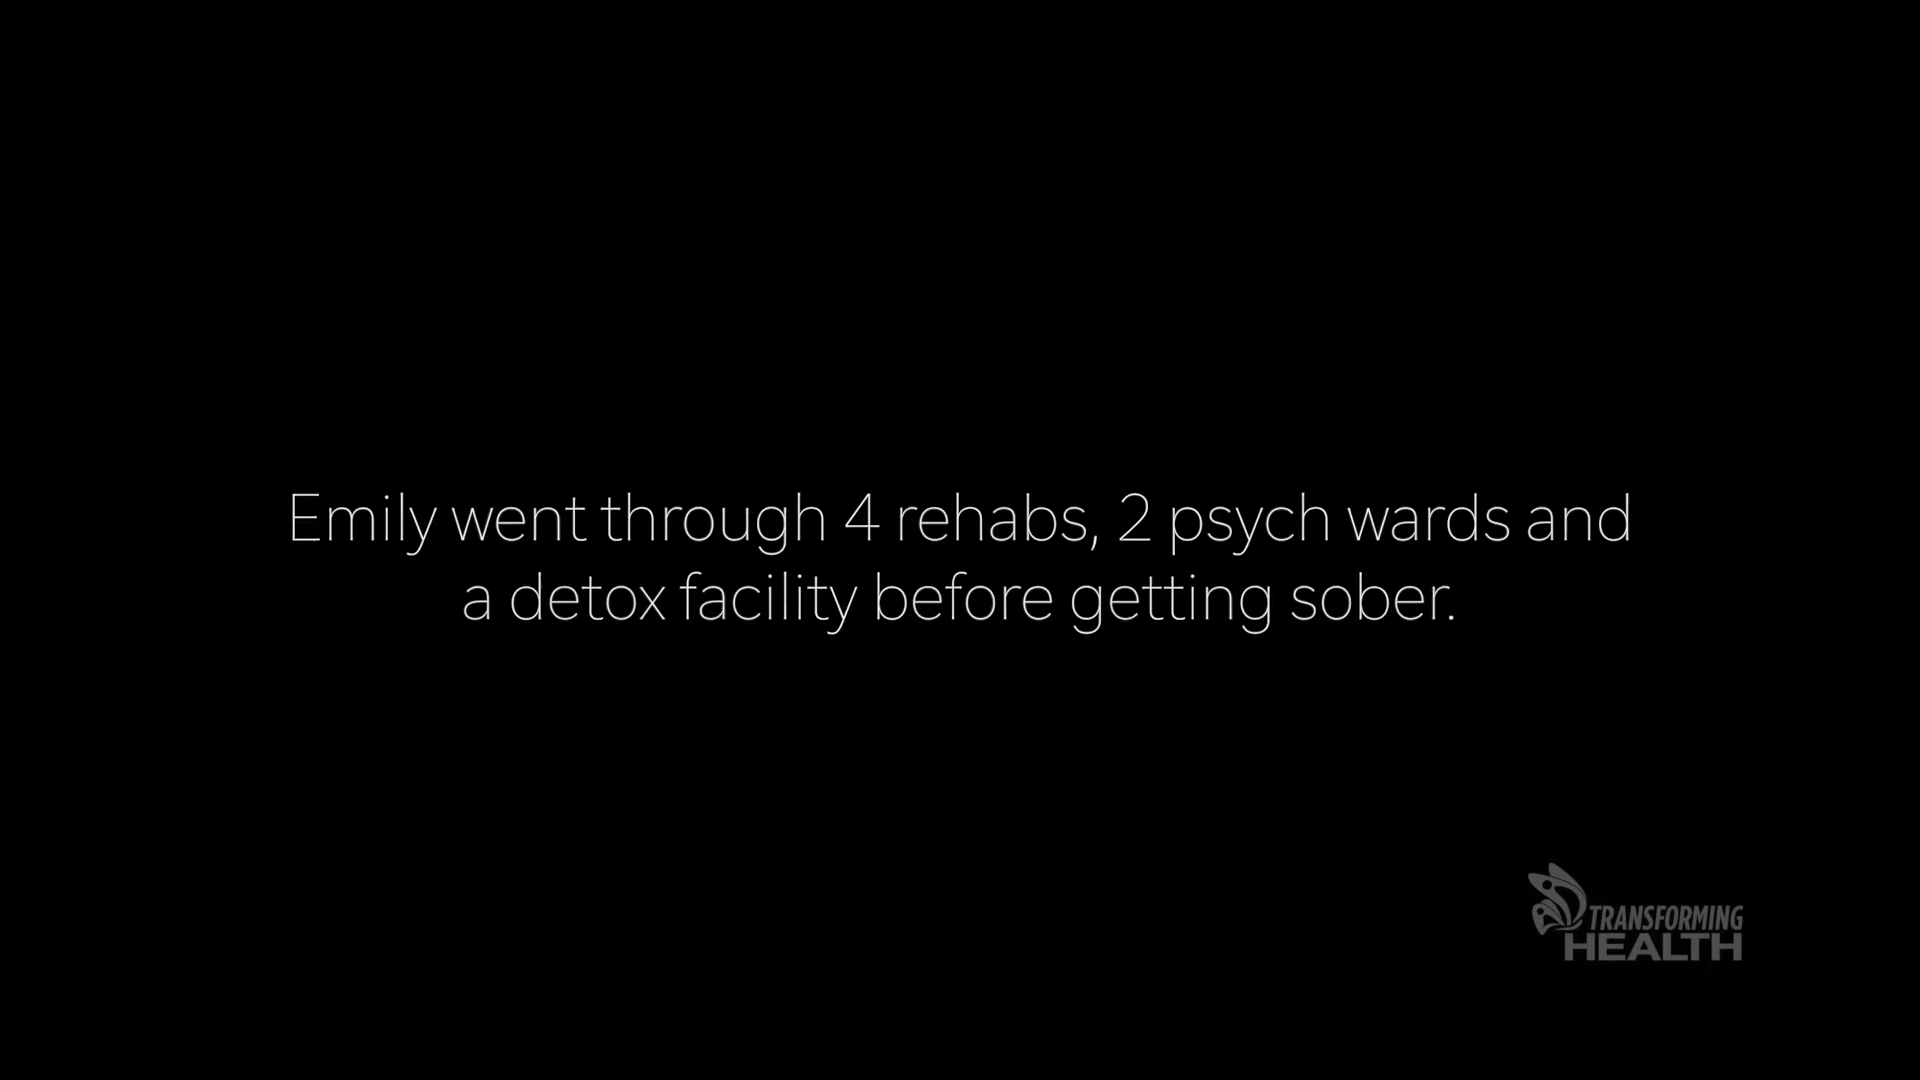 Emily went through 4 rehabs, 2 psych wards and
a detox facility before getting sober.
TRANSFORMING
HEALTH